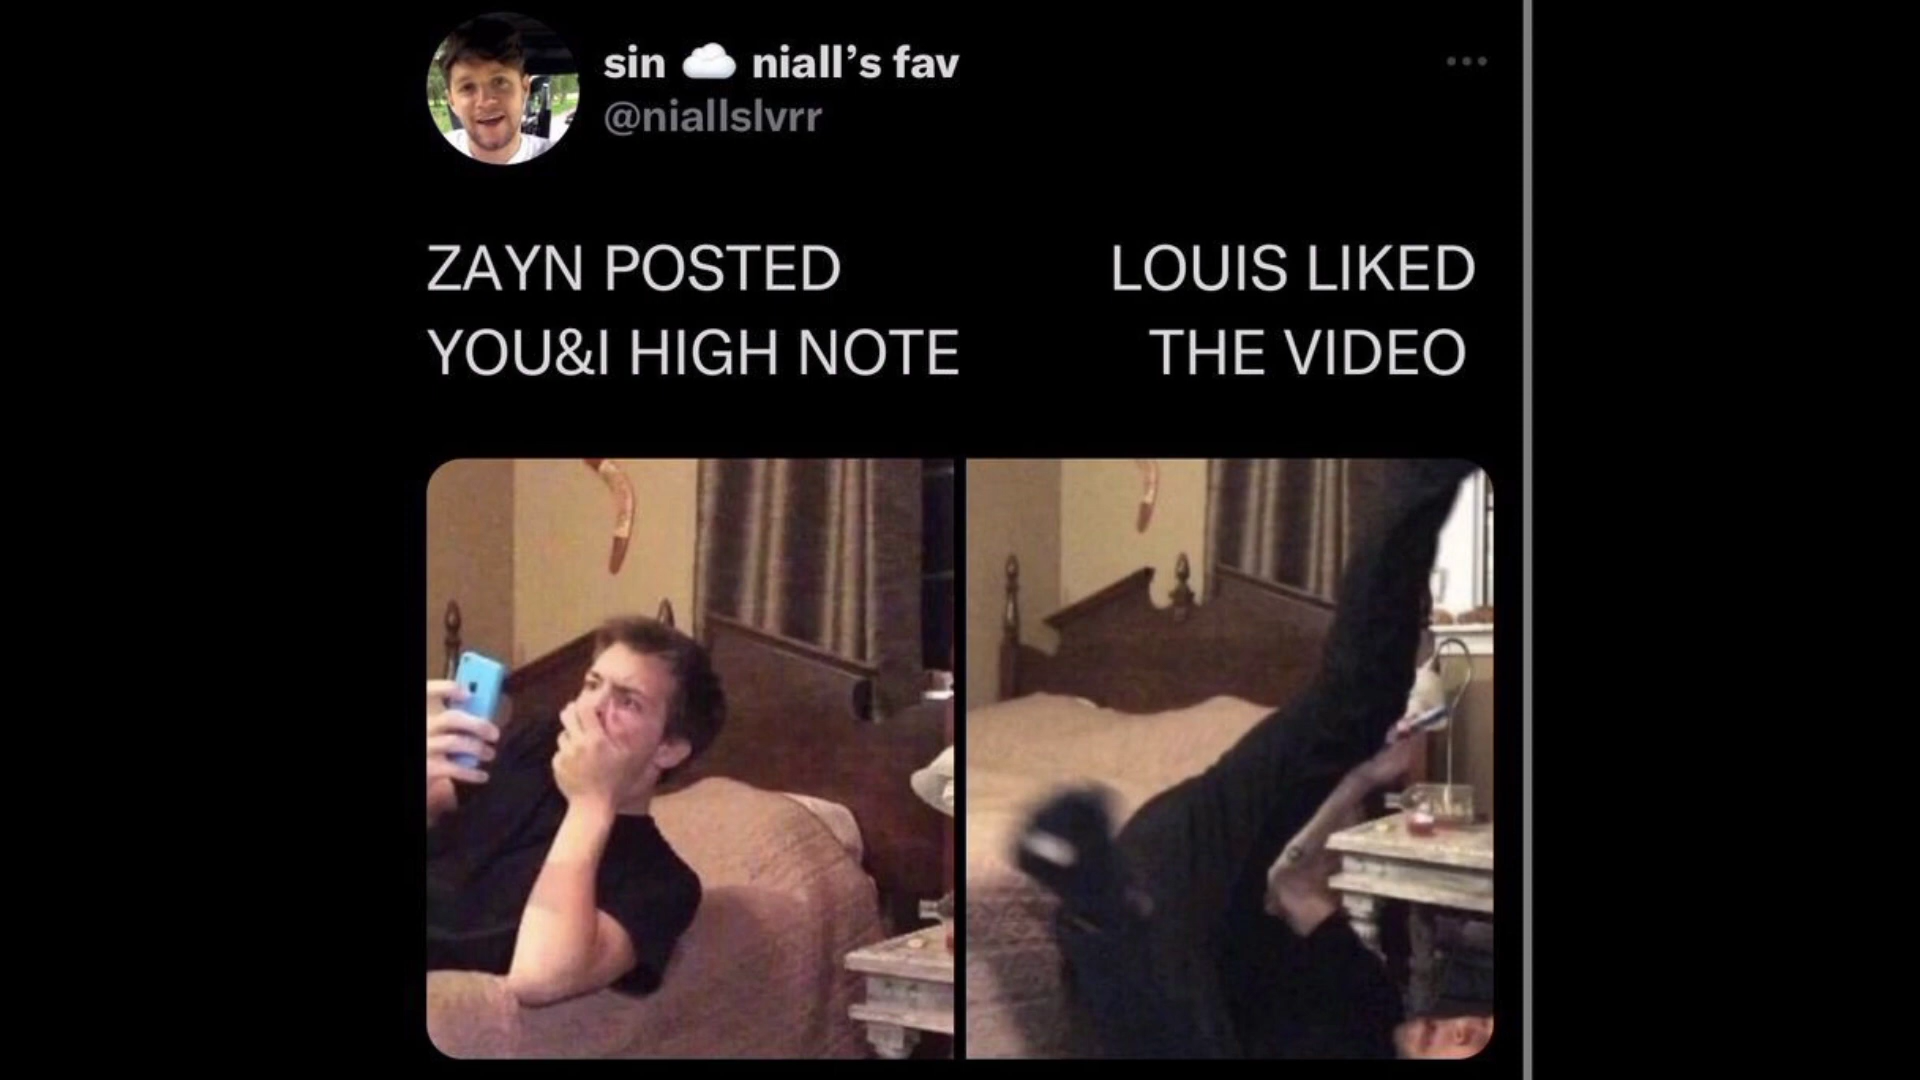 sin ☁️ niall’s fav
@niallslvrr
ZAYN POSTED LOUIS LIKED
YOU&I HIGH NOTE THE VIDEO